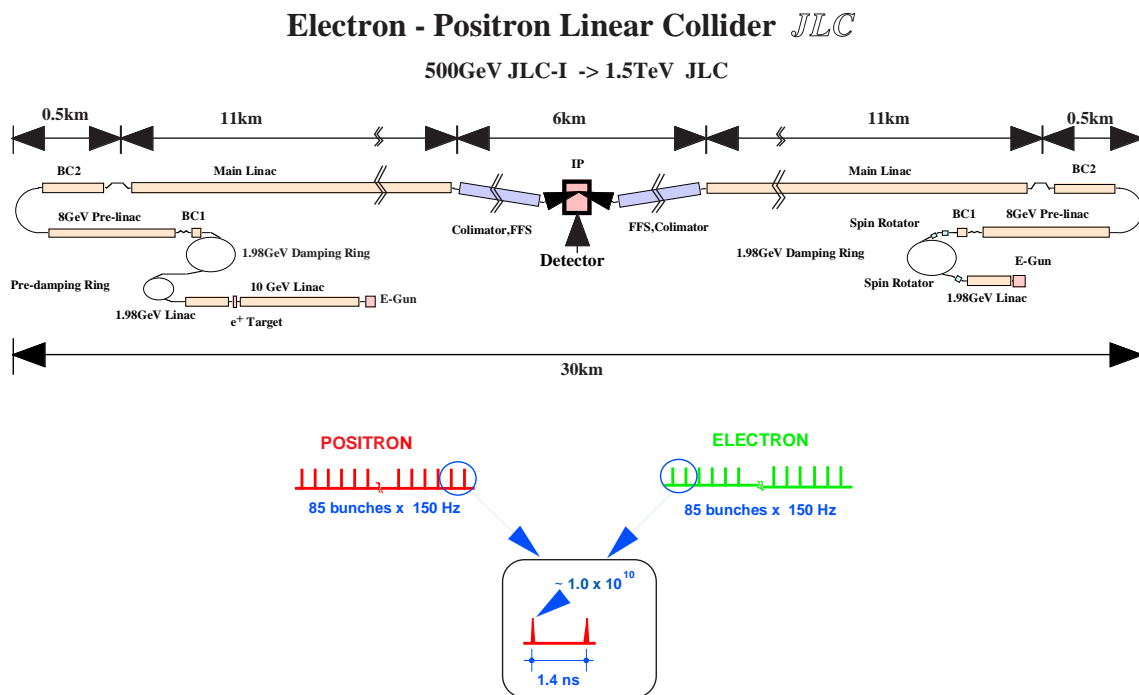 Electron - Positron Linear Collider JLC
500GeV JLC-I -> 1.5TeV JLC
0.5km
11km
6km
11km
0.5km
BC2
Main Linac
IP
Main Linac
BC2
8GeV Pre-linac
BC1
Colimator,FFS
FFS,Colimator
Spin Rotator
BC1
8GeV Pre-linac
1.98GeV Damping Ring
Detector
1.98GeV Damping Ring
E-Gun
Pre-damping Ring
10 GeV Linac
E-Gun
Spin Rotator
1.98GeV Linac
1.98GeV Linac
e+ Target
30km
POSITRON
ELECTRON
85 bunches x 150 Hz
85 bunches x 150 Hz
~ 1.0 x 10^10
1.4 ns